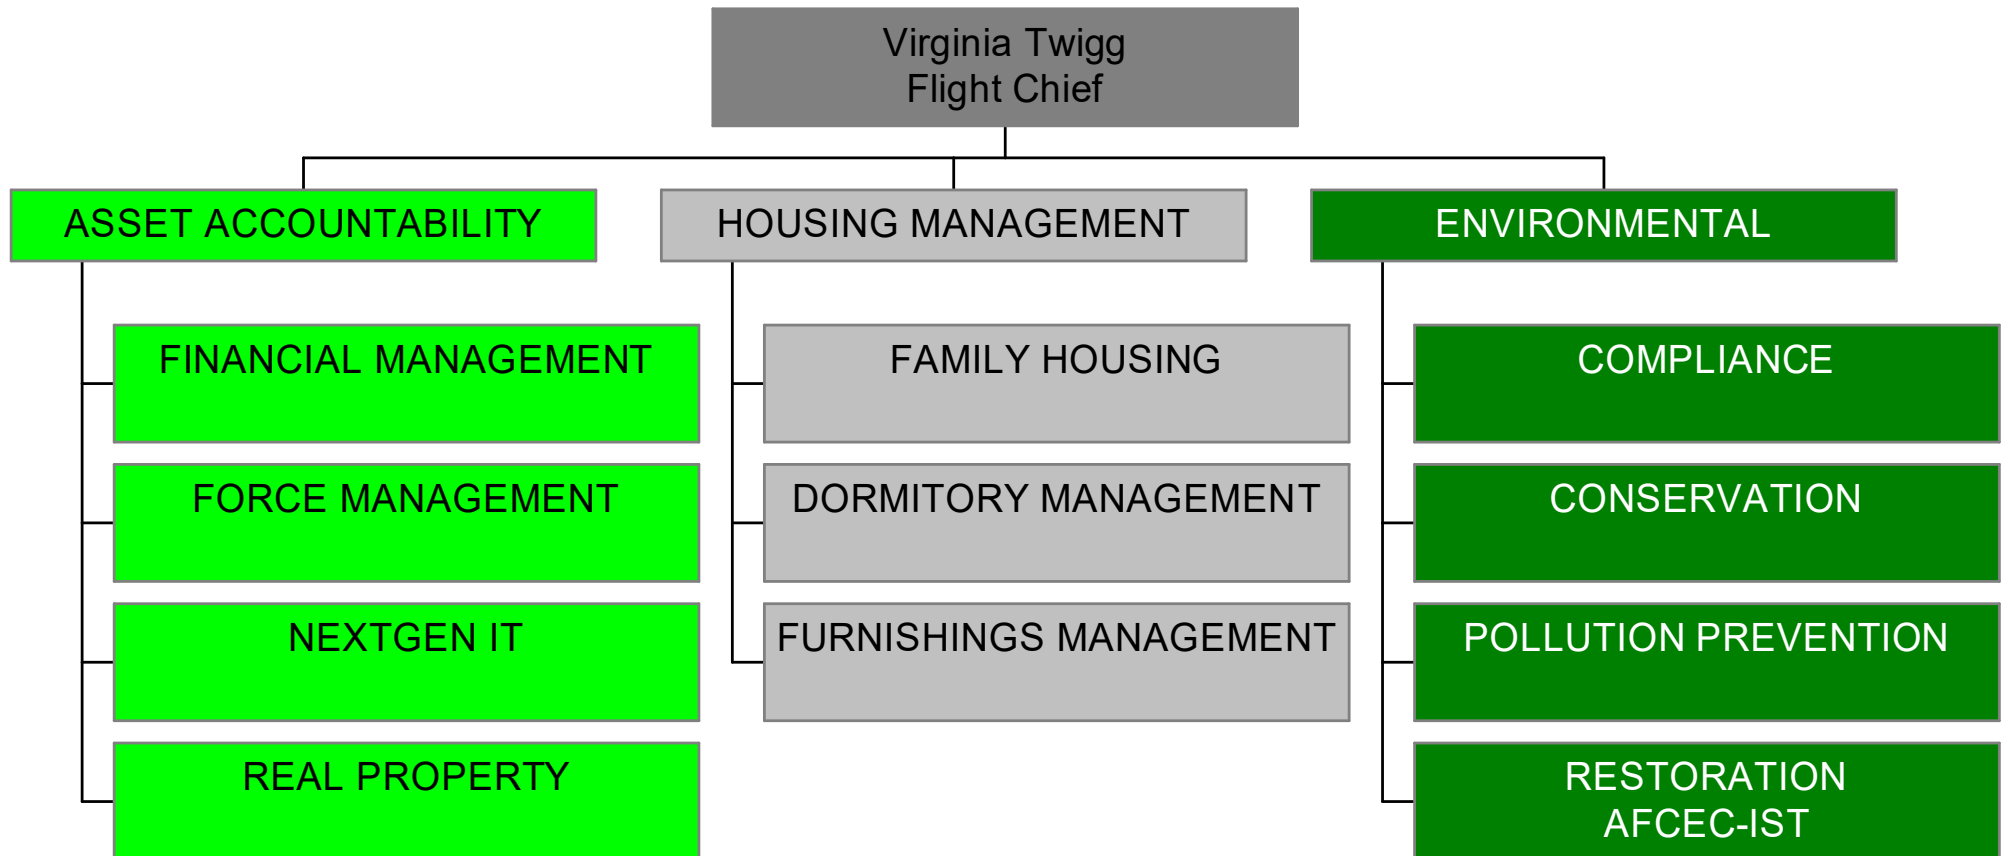 Virginia Twigg
Flight Chief
ASSET ACCOUNTABILITY
FINANCIAL MANAGEMENT
FORCE MANAGEMENT
NEXTGEN IT
REAL PROPERTY
HOUSING MANAGEMENT
FAMILY HOUSING
DORMITORY MANAGEMENT
FURNISHINGS MANAGEMENT
ENVIRONMENTAL
COMPLIANCE
CONSERVATION
POLLUTION PREVENTION
RESTORATION
AFCEC-IST